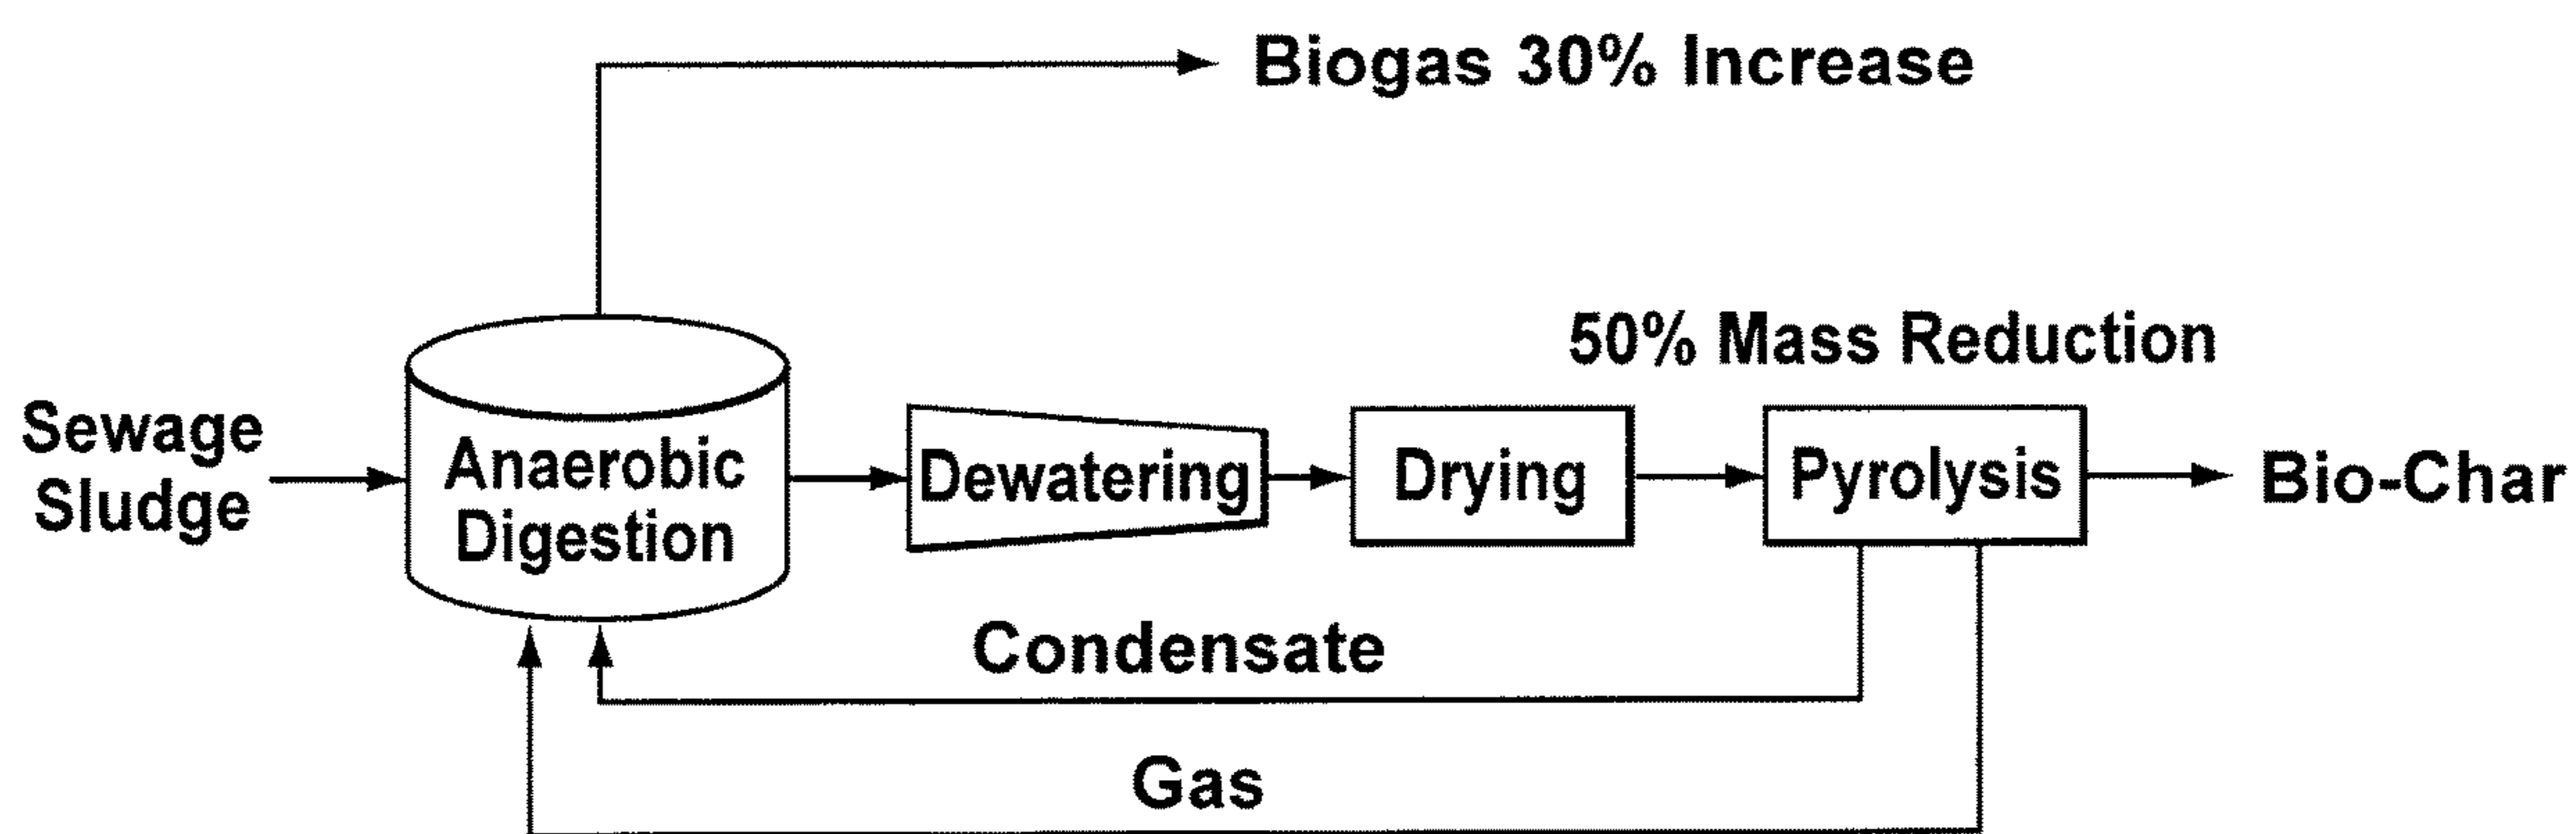 Biogas 30% Increase
50% Mass Reduction
Sewage
Sludge
Anaerobic
Digestion
Dewatering
Drying
Pyrolysis
Bio-Char
Condensate
Gas